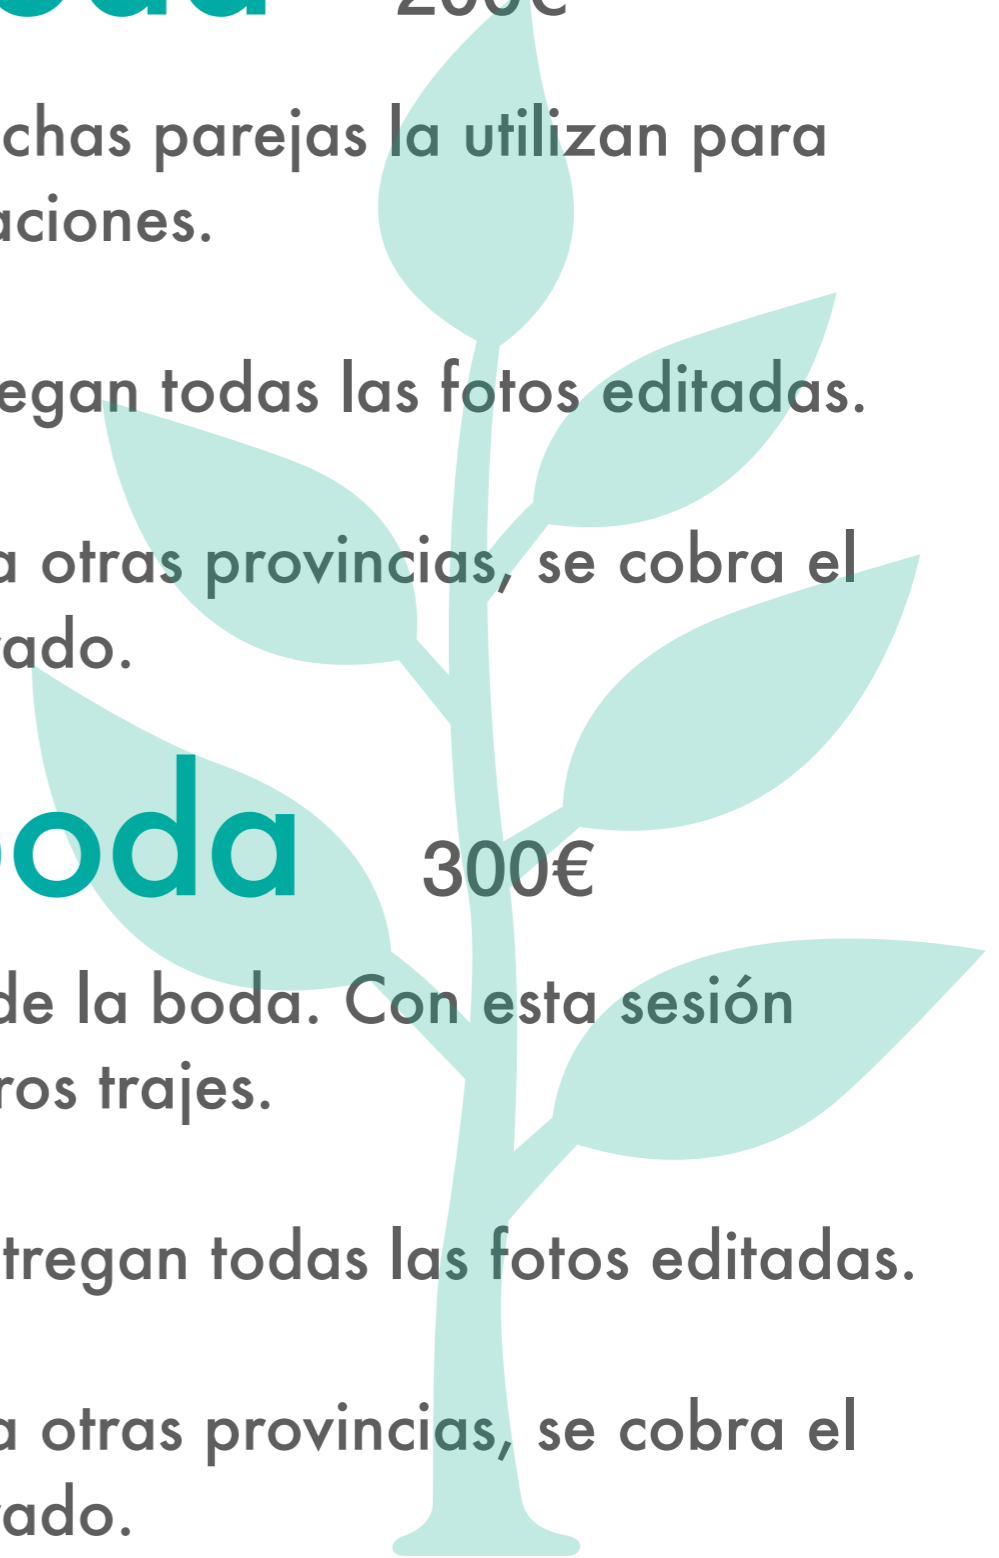 oda 200€
chas parejas la utilizan para
aciones.
egan todas las fotos editadas.
a otras provincias, se cobra el
ado.
boda 300€
de la boda. Con esta sesión
ros trajes.
tregan todas las fotos editadas.
a otras provincias, se cobra el
ado.